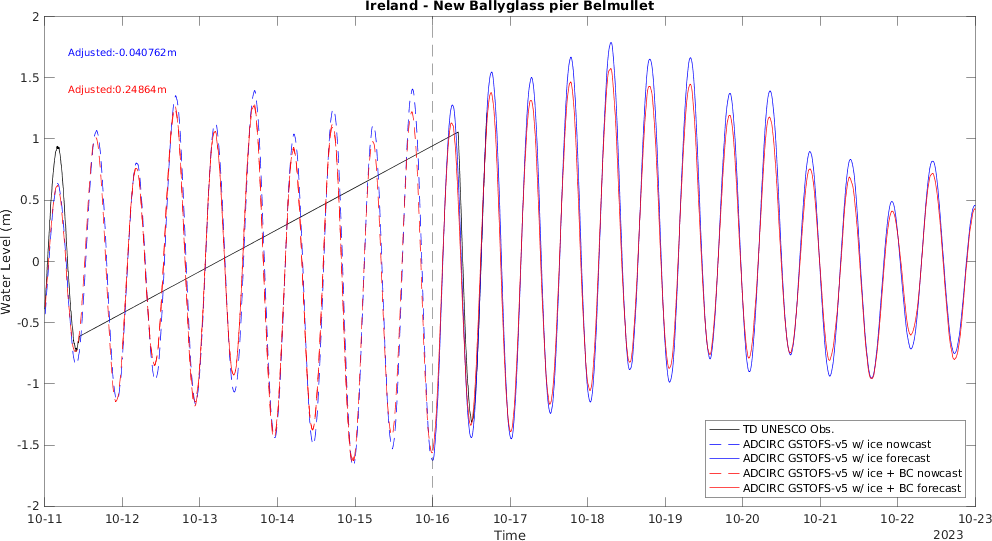 Ireland - New Ballyglass pier Belmullet
Adjusted:-0.040762m
Adjusted:0.24864m
Water Level (m)
2
1.5
1
0.5
0
-0.5
-1
-1.5
-2
TD UNESCO Obs.
ADCIRC GSTOFS-v5 w/ ice nowcast
ADCIRC GSTOFS-v5 w/ ice forecast
ADCIRC GSTOFS-v5 w/ ice + BC nowcast
ADCIRC GSTOFS-v5 w/ ice + BC forecast
10-11 10-12 10-13 10-14 10-15 10-16 10-17 10-18 10-19 10-20 10-21 10-22 10-23
Time
2023